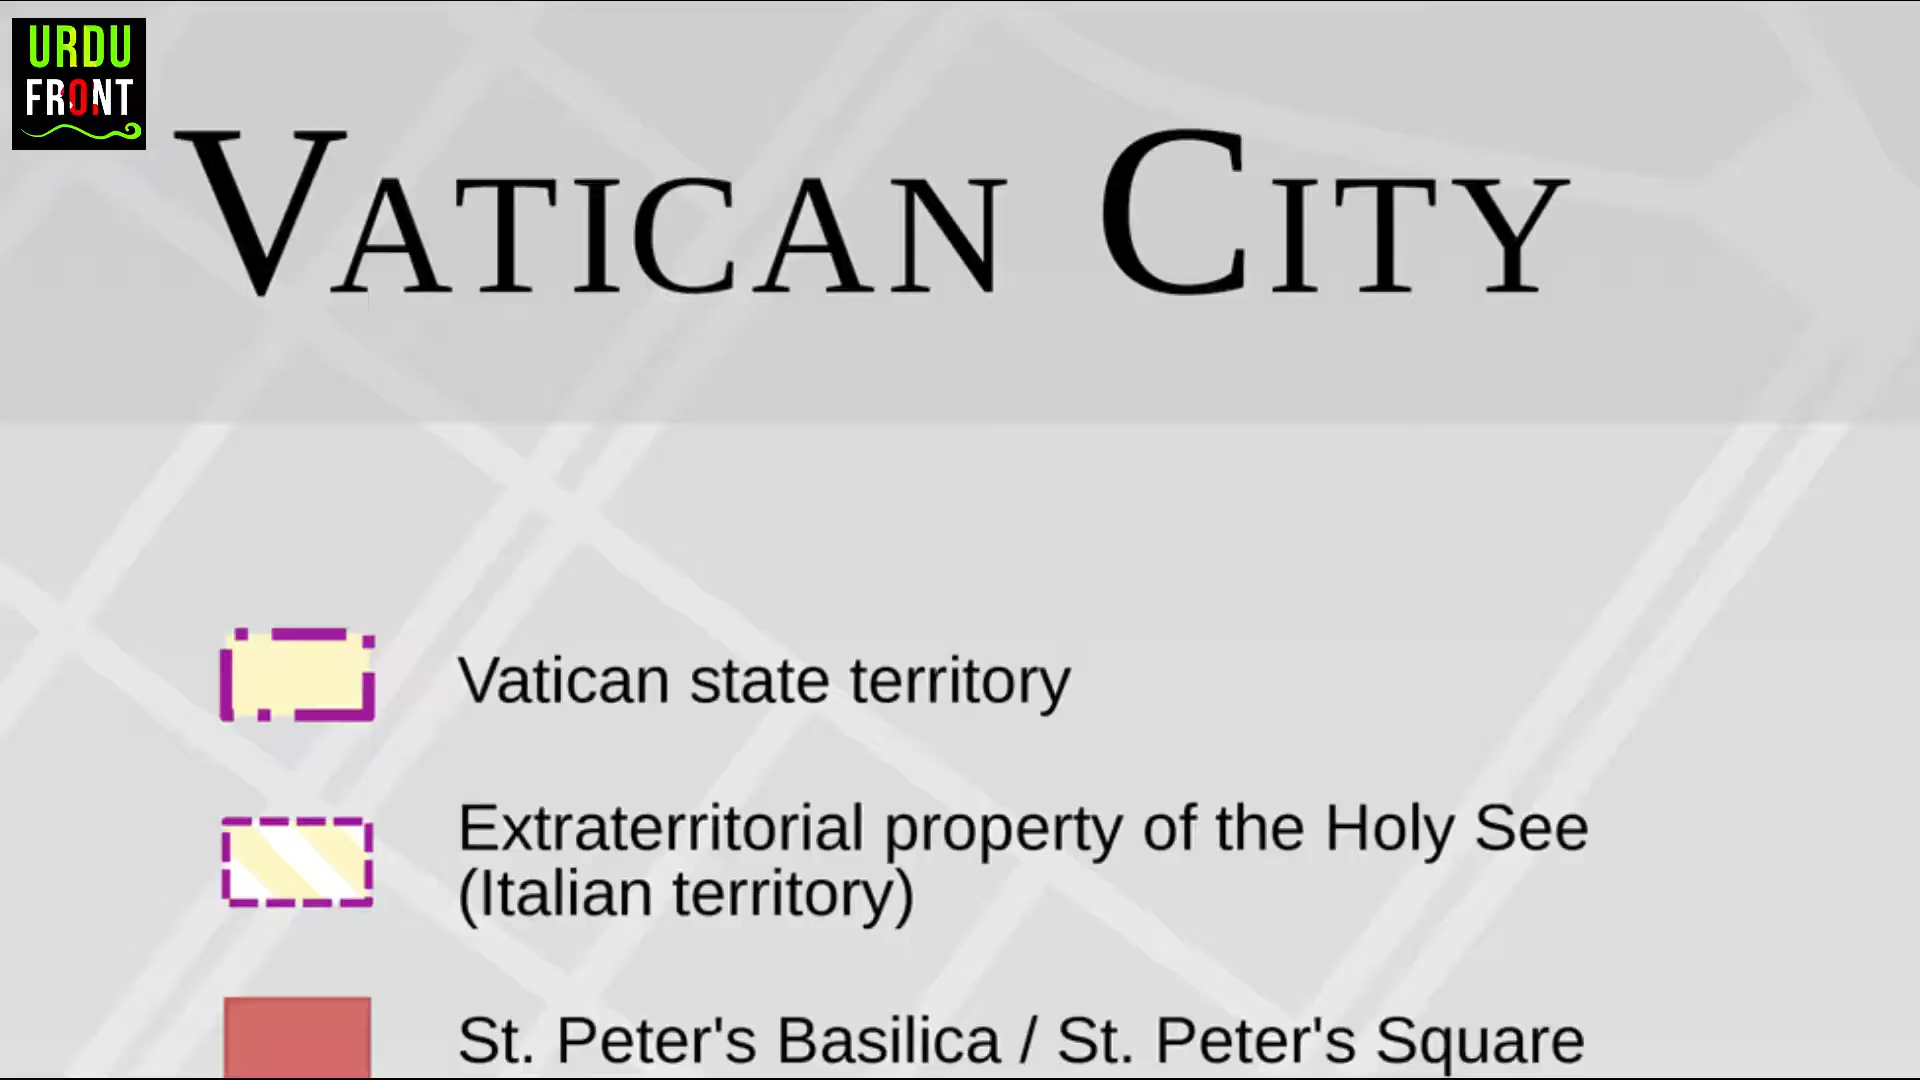 URDU
FRONT
VATICAN CITY
Vatican state territory
Extraterritorial property of the Holy See
(Italian territory)
St. Peter's Basilica / St. Peter's Square